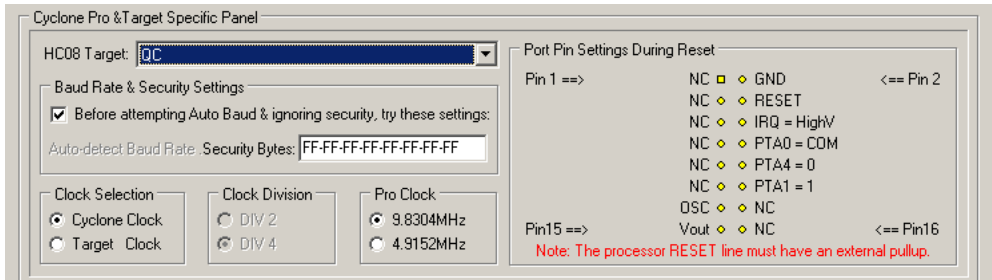 Cyclone Pro &Target Specific Panel
HC08 Target: QC
Baud Rate & Security Settings
Before attempting Auto Baud & ignoring security, try these settings:
Auto-detect Baud Rate . Security Bytes: FF-FF-FF-FF-FF-FF-FF-FF
Clock Selection
Cyclone Clock
Target Clock
Clock Division
DIV 2
DIV 4
Pro Clock
9.8304MHz
4.9152MHz
Port Pin Settings During Reset
Pin 1 ==> NC GND <== Pin 2
NC RESET
NC IRQ = HighV
NC PTA0 = COM
NC PTA4 = 0
NC PTA1 = 1
OSC NC
Pin15 ==> Vout NC <== Pin16
Note: The processor RESET line must have an external pullup.